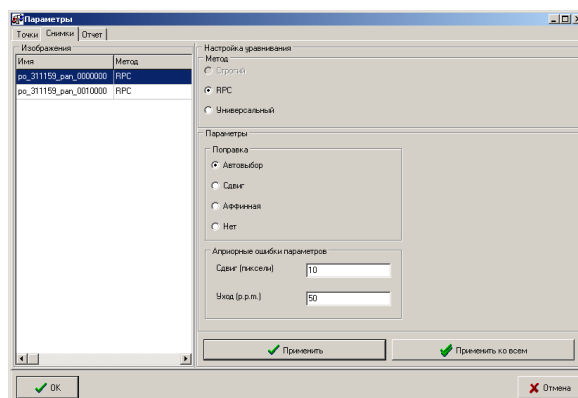 Параметры
Точки Снимки Отчет
Изображения
Имя Метод
po_311159_pan_0000000 RPC
po_311159_pan_0010000 RPC
Настройка уравнивания
Метод
Строгий
RPC
Универсальный
Параметры
Поправка
Автовыбор
Сдвиг
Аффинная
Нет
Априорные ошибки параметров
Сдвиг (пиксели) 10
Уход (p.p.m.) 50
Применить Применить ко всем
OK Отмена